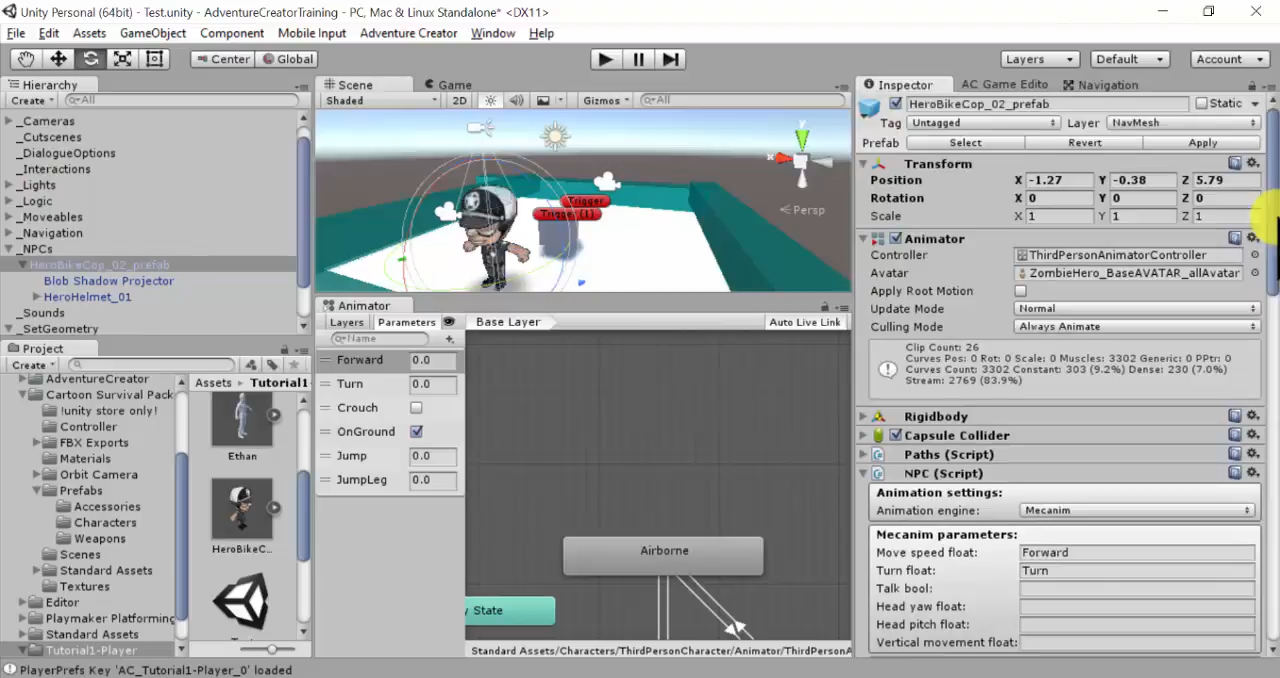 Unity Personal (64bit) - Test.unity - AdventureCreatorTraining - PC, Mac & Linux Standalone* <DX11>
File Edit Assets GameObject Component Mobile Input Adventure Creator Window Help
Center Global Layers Default Account
Hierarchy
Create All
_Cameras
_Cutscenes
_DialogueOptions
_Interactions
_Lights
_Logic
_Moveables
_Navigation
_NPCs
HeroBikeCop_02_prefab
Blob Shadow Projector
HeroHelmet_01
_Sounds
_SetGeometry
Scene Game
Shaded 2D Gizmos All
y
x
Trigger
Trigger (1)
Persp
Project
Create
AdventureCreator
Cartoon Survival Pack
!unity store only!
Controller
FBX Exports
Materials
Orbit Camera
Prefabs
Accessories
Characters
Weapons
Scenes
Standard Assets
Textures
Editor
Playmaker Platforming
Standard Assets
Tutorial1-Player
Assets Tutorial1
Ethan
HeroBikeC...
Animator
Layers Parameters Base Layer Auto Live Link
Name
Forward 0.0
Turn 0.0
Crouch
OnGround
Jump 0.0
JumpLeg 0.0
Airborne
y State
Standard Assets/Characters/ThirdPersonCharacter/Animator/ThirdPersonA
Inspector AC Game Edito Navigation
HeroBikeCop_02_prefab Static
Tag Untagged Layer NavMesh
Prefab Select Revert Apply
Transform
Position X -1.27 Y -0.38 Z 5.79
Rotation X 0 Y 0 Z 0
Scale X 1 Y 1 Z 1
Animator
Controller ThirdPersonAnimatorController
Avatar ZombieHero_BaseAVATAR_allAvatar
Apply Root Motion
Update Mode Normal
Culling Mode Always Animate
Clip Count: 26
Curves Pos: 0 Rot: 0 Scale: 0 Muscles: 3302 Generic: 0 PPtr: 0
Curves Count: 3302 Constant: 303 (9.2%) Dense: 230 (7.0%)
Stream: 2769 (83.9%)
Rigidbody
Capsule Collider
Paths (Script)
NPC (Script)
Animation settings:
Animation engine: Mecanim
Mecanim parameters:
Move speed float: Forward
Turn float: Turn
Talk bool:
Head yaw float:
Head pitch float:
Vertical movement float:
PlayerPrefs Key 'AC_Tutorial1-Player_0' loaded